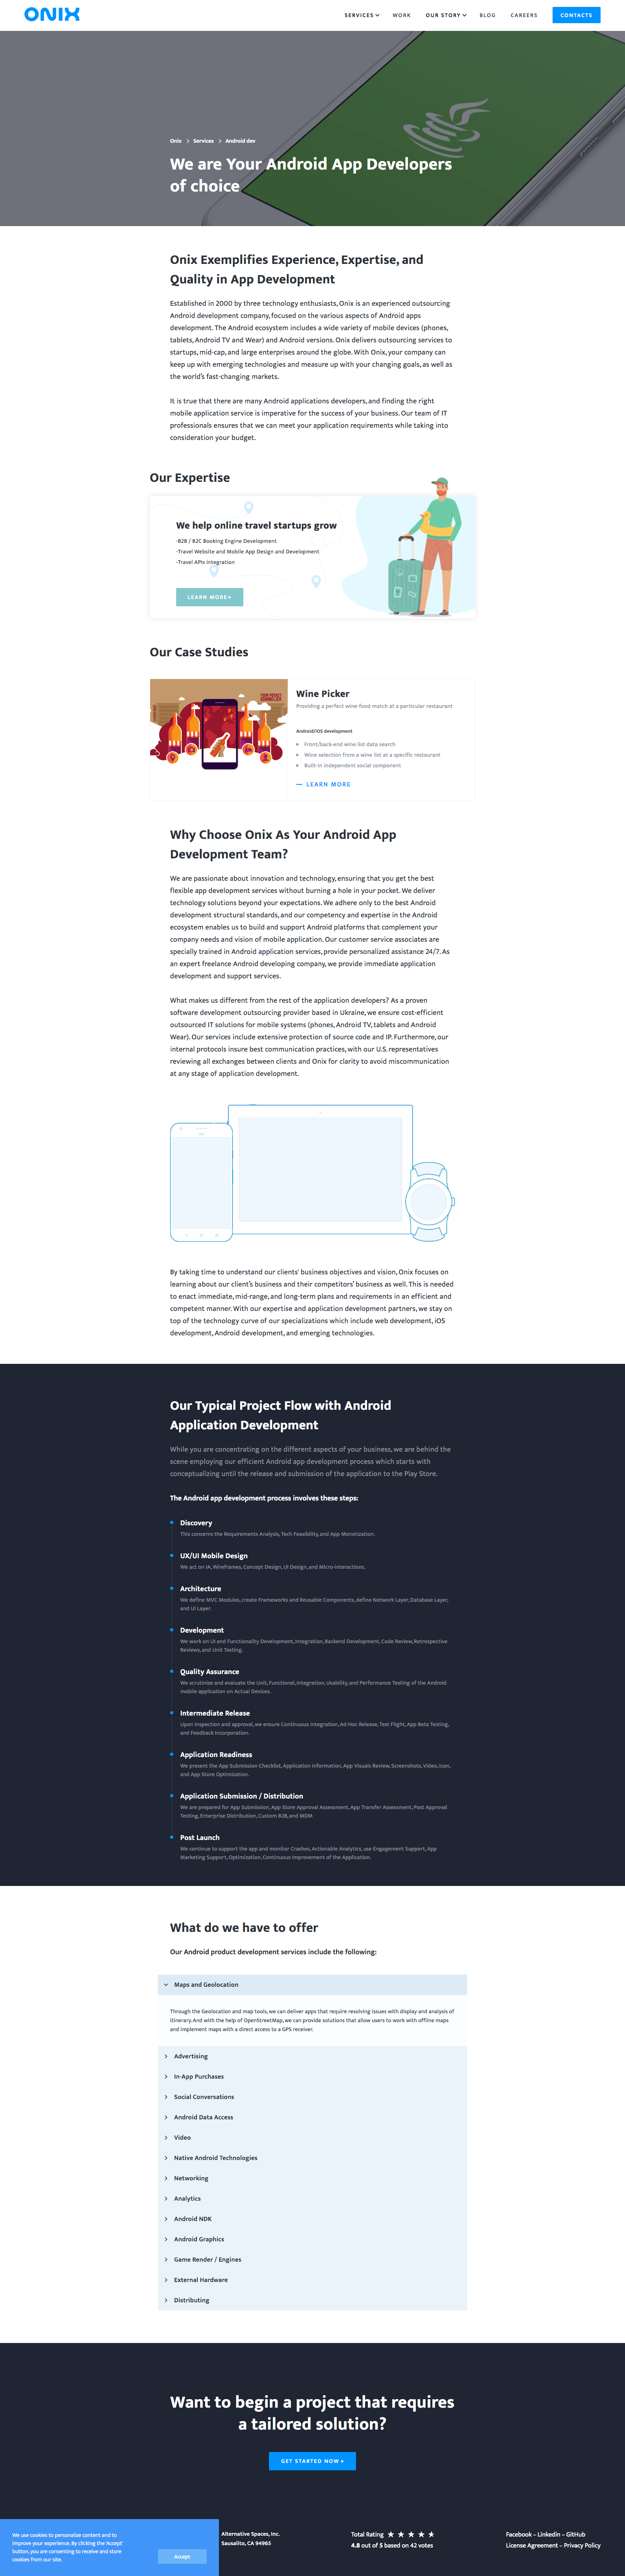 ONIX
SERVICES
WORK
OUR STORY
BLOG
CAREERS
CONTACTS
Onix > Services > Android dev
We are Your Android App Developers
of choice
Onix Exemplifies Experience, Expertise, and
Quality in App Development
Established in 2000 by three technology enthusiasts, Onix is an experienced outsourcing
Android development company, focused on the various aspects of Android apps
development. The Android ecosystem includes a wide variety of mobile devices (phones,
tablets, Android TV and Wear) and Android versions. Onix delivers outsourcing services to
startups, mid-cap, and large enterprises around the globe. With Onix, your company can
keep up with emerging technologies and measure up with your changing goals, as well as
the world's fast-changing markets.
It is true that there are many Android applications developers, and finding the right
mobile application service is imperative for the success of your business. Our team of IT
professionals ensures that we can meet your application requirements while taking into
consideration your budget.
Our Expertise
We help online travel startups grow
-B2B / B2C Booking Engine Development
-Travel Website and Mobile App Design and Development
-Travel APIs Integration
LEARN MORE >
Our Case Studies
YOUR POCKET
SOMMELIER
Wine Picker
Providing a perfect wine-food match at a particular restaurant
Android/iOS development
Front/back-end wine list data search
Wine selection from a wine list at a specific restaurant
Built-in independent social component
LEARN MORE
Why Choose Onix As Your Android App
Development Team?
We are passionate about innovation and technology, ensuring that you get the best
flexible app development services without burning a hole in your pocket. We deliver
technology solutions beyond your expectations. We adhere only to the best Android
development structural standards, and our competency and expertise in the Android
ecosystem enables us to build and support Android platforms that complement your
company needs and vision of mobile application. Our customer service associates are
specially trained in Android application services, provide personalized assistance 24/7. As
an expert freelance Android developing company, we provide immediate application
development and support services.
What makes us different from the rest of the application developers? As a proven
software development outsourcing provider based in Ukraine, we ensure cost-efficient
outsourced IT solutions for mobile systems (phones, Android TV, tablets and Android
Wear). Our services include extensive protection of source code and IP. Furthermore, our
internal protocols insure best communication practices, with our U.S. representatives
reviewing all exchanges between clients and Onix for clarity to avoid miscommunication
at any stage of application development.
By taking time to understand our clients' business objectives and vision, Onix focuses on
learning about our client's business and their competitors' business as well. This is needed
to enact immediate, mid-range, and long-term plans and requirements in an efficient and
competent manner. With our expertise and application development partners, we stay on
top of the technology curve of our specializations which include web development, iOS
development, Android development, and emerging technologies.
Our Typical Project Flow with Android
Application Development
While you are concentrating on the different aspects of your business, we are behind the
scene employing our efficient Android app development process which starts with
conceptualizing until the release and submission of the application to the Play Store.
The Android app development process involves these steps:
Discovery
This concerns the Requirements Analysis, Tech Feasibility, and App Monetization.
UX/UI Mobile Design
We act on IA, Wireframes, Concept Design, UI Design, and Micro-Interactions.
Architecture
We define MVC Modules, create Frameworks and Reusable Components, define Network Layer, Database Layer,
and UI Layer.
Development
We work on UI and Functionality Development, Integration, Backend Development, Code Review, Retrospective
Reviews, and Unit Testing.
Quality Assurance
We scrutinise and evaluate the Unit, Functional, Integration, Usability, and Performance Testing of the Android
mobile application on Actual Devices.
Intermediate Release
Upon inspection and approval, we ensure Continuous Integration, Ad-Hoc Release, Test Flight, App Beta Testing,
and Feedback Incorporation.
Application Readiness
We present the App Submission Checklist, Application Information, App Visuals Review, Screenshots, Video, Icon,
and App Store Optimization.
Application Submission / Distribution
We are prepared for App Submission, App Store Approval Assessment, App Transfer Assessment, Post Approval
Testing, Enterprise Distribution, Custom B2B, and MDM
Post Launch
We continue to support the app and monitor Crashes, Actionable Analytics, use Engagement Support, App
Marketing Support, Optimization, Continuous Improvement of the Application.
What do we have to offer
Our Android product development services include the following:
Maps and Geolocation
Through the Geolocation and map tools, we can deliver apps that require resolving issues with display and analysis of
itinerary. And with the help of OpenStreetMap, we can provide solutions that allow users to work with offline maps
and implement maps with a direct access to a GPS receiver.
Advertising
In-App Purchases
Social Conversations
Android Data Access
Video
Native Android Technologies
Networking
Analytics
Android NDK
Android Graphics
Game Render / Engines
External Hardware
Distributing
Want to begin a project that requires
a tailored solution?
GET STARTED NOW >
We use cookies to personalize content and to
improve your experience. By clicking the 'Accept'
button, you are consenting to receive and store
cookies from our site.
Accept
Alternative Spaces, Inc.
Sausalito, CA 94965
Total Rating
4.8 out of 5 based on 42 votes
Facebook – Linkedin – GitHub
License Agreement – Privacy Policy